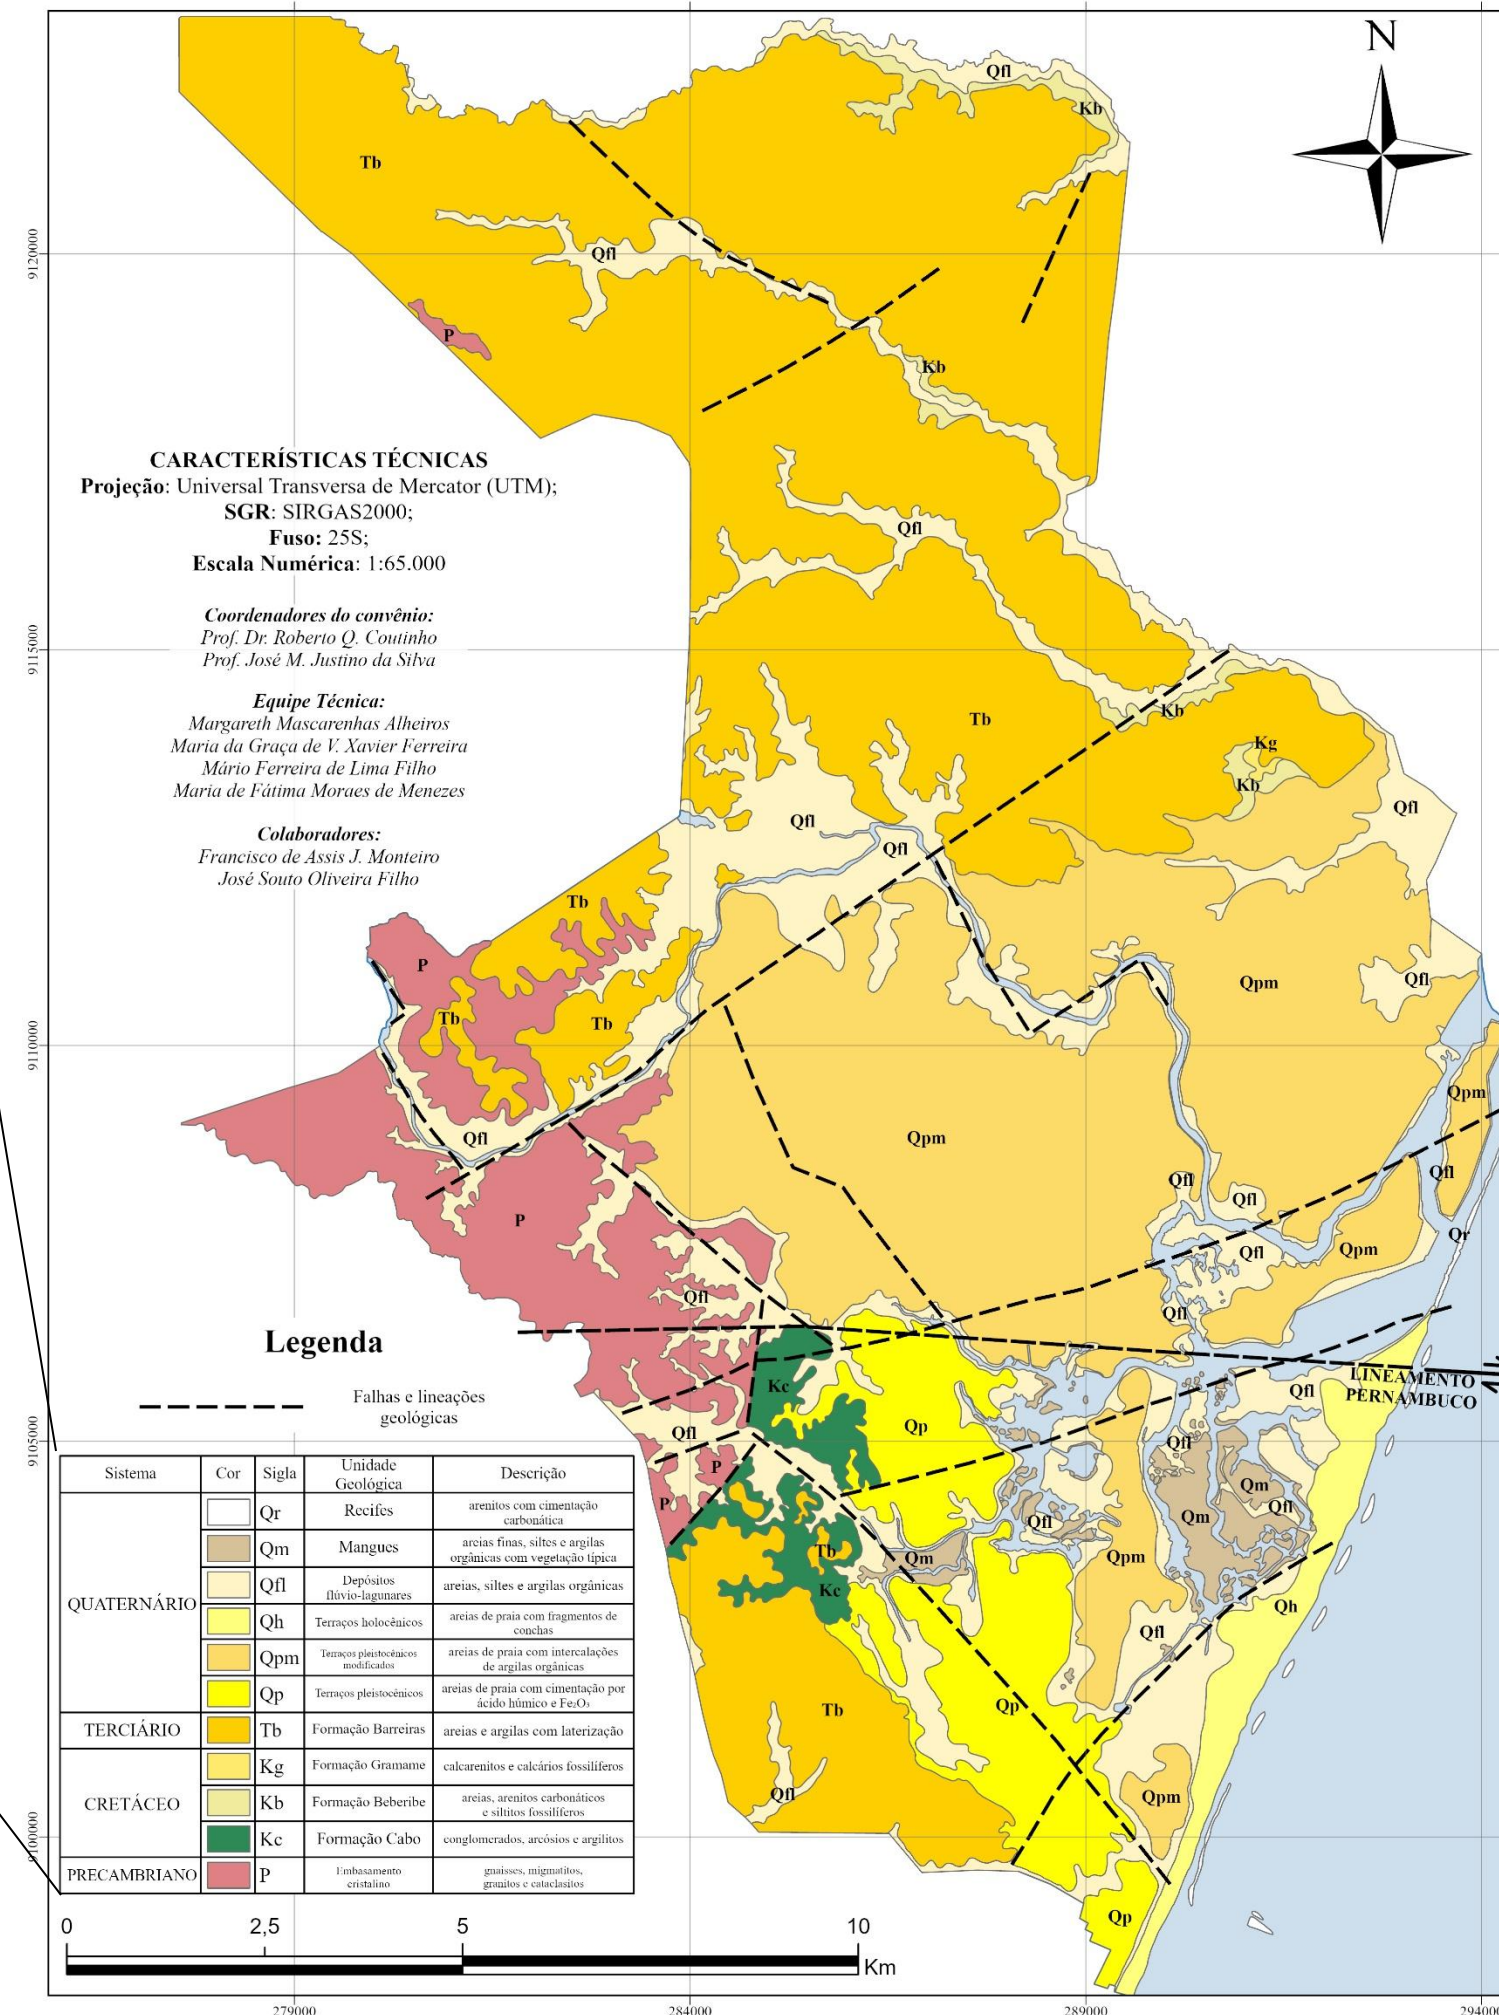 N
Qfl
Kb
Tb
Qfl
P
Kb
CARACTERÍSTICAS TÉCNICAS
Projeção: Universal Transversa de Mercator (UTM);
SGR: SIRGAS2000;
Fuso: 25S;
Escala Numérica: 1:65.000
Coordenadores do convênio:
Prof. Dr. Roberto Q. Coutinho
Prof. José M. Justino da Silva
Equipe Técnica:
Margareth Mascarenhas Alheiros
Maria da Graça de V. Xavier Ferreira
Mário Ferreira de Lima Filho
Maria de Fátima Moraes de Menezes
Colaboradores:
Francisco de Assis J. Monteiro
José Souto Oliveira Filho
Qfl
Tb
Kb
Kg
Kb
Qfl
Qfl
Qfl
Tb
P
Tb
Tb
Qfl
Qpm
Qpm
Qfl
Qpm
Qfl
P
Qfl
Qfl
Qfl
Qpm
Qr
Qfl
Qfl
LINEAMENTO
PERNAMBUCO
Kc
Qp
Qfl
Qfl
Qfl
P
P
Qm
Qfl
Qm
Qfl
Tb
Qm
Qpm
Kc
Qh
Qfl
Tb
Qp
Qfl
Qpm
Qp
Legenda
Falhas e lineações
geológicas
Sistema Cor Sigla Unidade Geológica Descrição
QUATERNÁRIO
Qr Recifes arenitos com cimentação carbonática
Qm Mangues areias finas, siltes e argilas orgânicas com vegetação típica
Qfl Depósitos flúvio-lagunares areias, siltes e argilas orgânicas
Qh Terraços holocênicos areias de praia com fragmentos de conchas
Qpm Terraços pleistocênicos modificados areias de praia com intercalações de argilas orgânicas
Qp Terraços pleistocênicos areias de praia com cimentação por ácido húmico e Fe₂O₃
TERCIÁRIO Tb Formação Barreiras areias e argilas com laterização
CRETÁCEO
Kg Formação Gramame calcarenitos e calcários fossilíferos
Kb Formação Beberibe areias, arenitos carbonáticos e siltitos fossilíferos
Kc Formação Cabo conglomerados, arcósios e argilitos
PRECAMBRIANO P Embasamento cristalino gnaisses, migmatitos, granitos e cataclasitos
0 2,5 5 10
Km
9120000
9115000
9110000
9105000
9100000
279000 284000 289000 294000